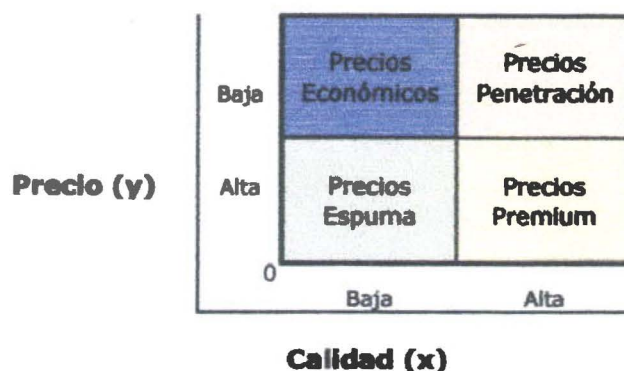 Precios Económicos
Precios Penetración
Baja
Precio (y)
Alta
Precios Espuma
Precios Premium
0
Baja
Alta
Calidad (x)